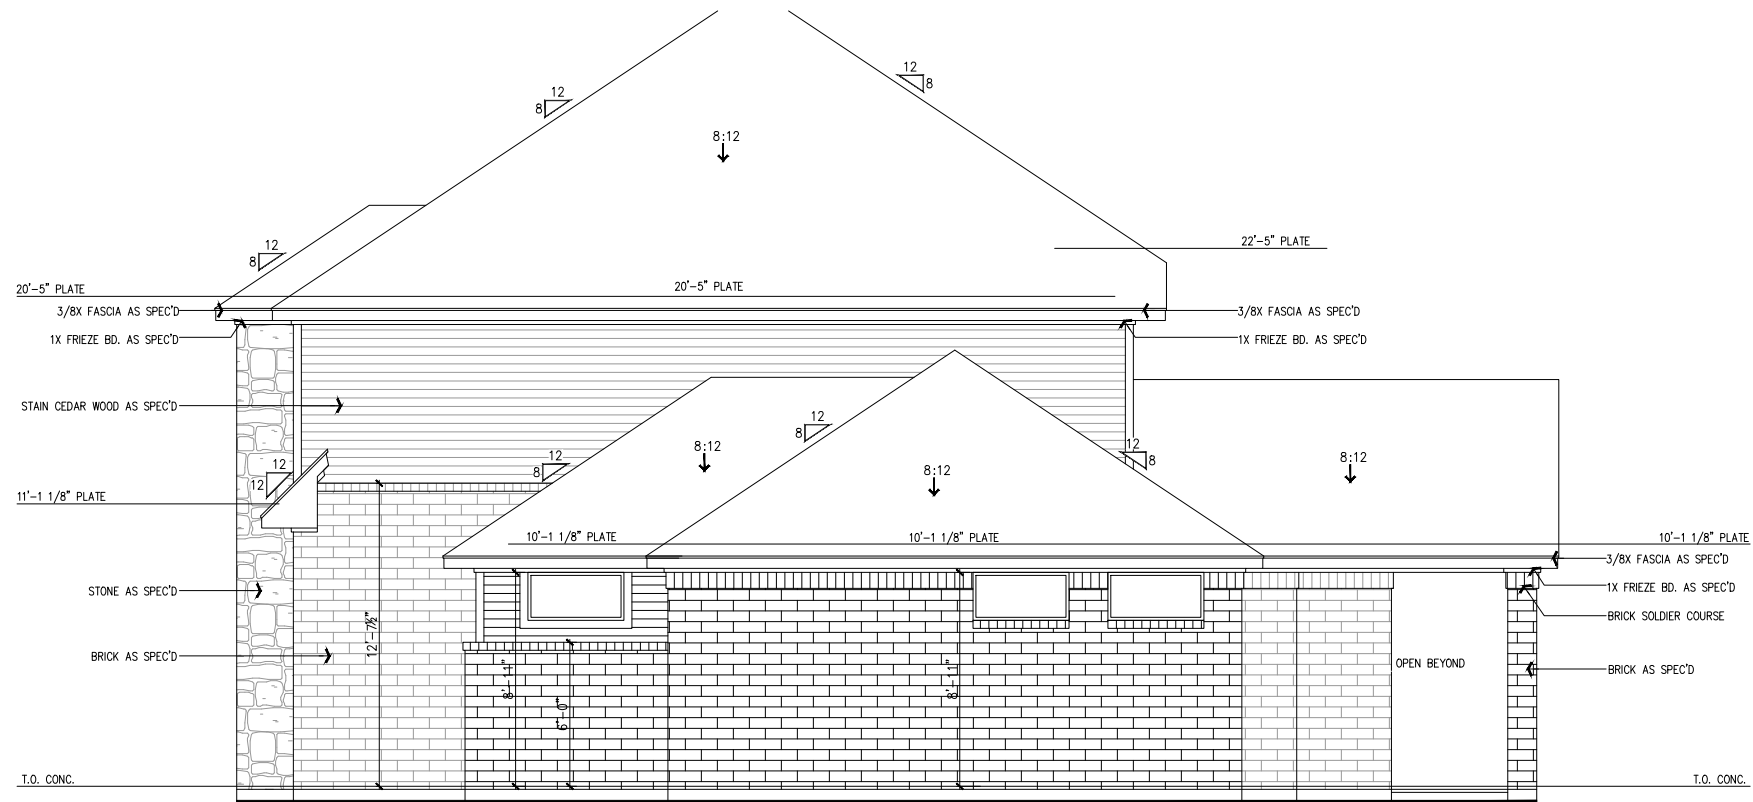 12
8
12
8
8:12
12
8
22'-5" PLATE
20'-5" PLATE
20'-5" PLATE
3/8X FASCIA AS SPEC'D
3/8X FASCIA AS SPEC'D
1X FRIEZE BD. AS SPEC'D
1X FRIEZE BD. AS SPEC'D
STAIN CEDAR WOOD AS SPEC'D
12
8
8:12
12
8
8:12
12
8
8:12
12
12
11'-1 1/8" PLATE
10'-1 1/8" PLATE
10'-1 1/8" PLATE
10'-1 1/8" PLATE
3/8X FASCIA AS SPEC'D
1X FRIEZE BD. AS SPEC'D
STONE AS SPEC'D
BRICK SOLDIER COURSE
12'-7½"
BRICK AS SPEC'D
OPEN BEYOND
BRICK AS SPEC'D
8'-11"
8'-11"
6'-0"
T.O. CONC.
T.O. CONC.